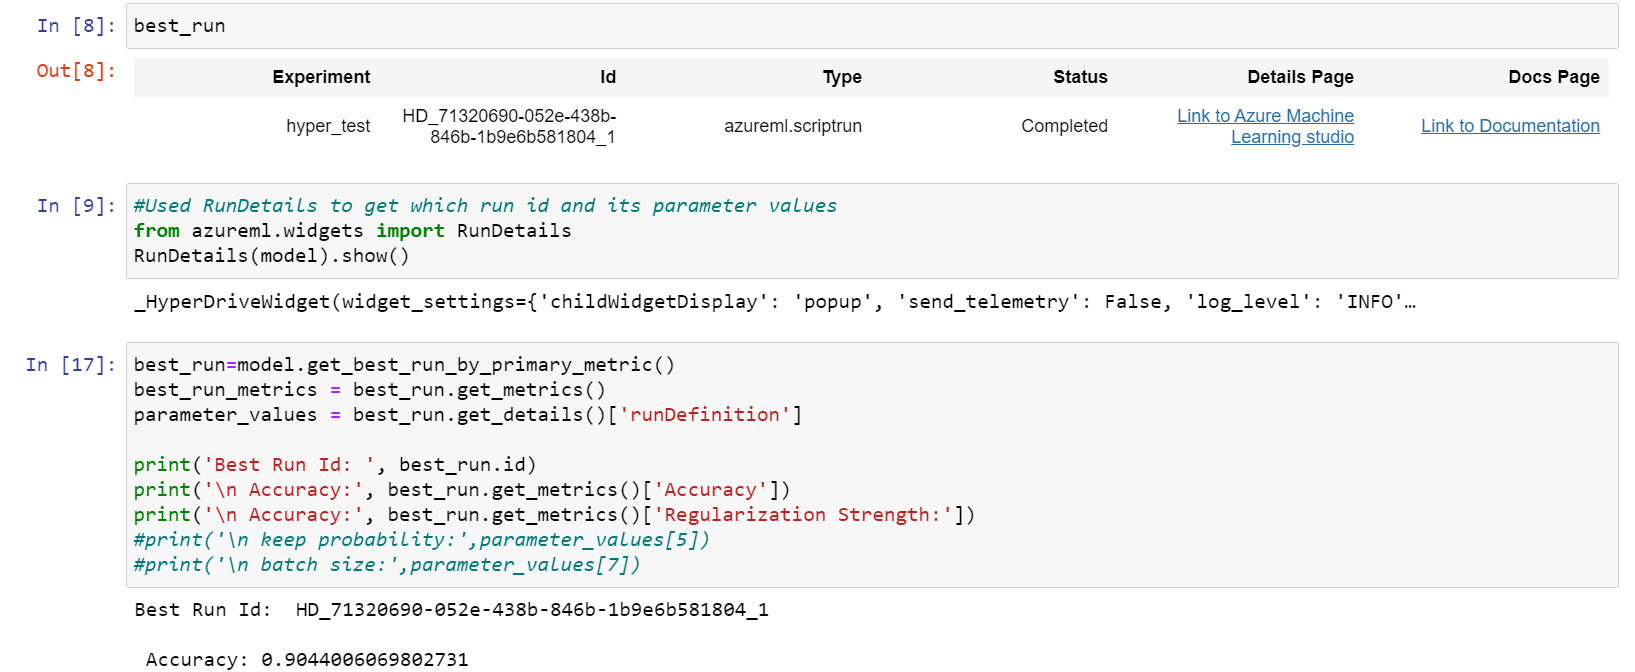 In [8]: best_run
Out[8]:
Experiment Id Type Status Details Page Docs Page
hyper_test HD_71320690-052e-438b-846b-1b9e6b581804_1 azureml.scriptrun Completed Link to Azure Machine Learning studio Link to Documentation
In [9]: #Used RunDetails to get which run id and its parameter values
from azureml.widgets import RunDetails
RunDetails(model).show()
_HyperDriveWidget(widget_settings={'childWidgetDisplay': 'popup', 'send_telemetry': False, 'log_level': 'INFO'…
In [17]: best_run=model.get_best_run_by_primary_metric()
best_run_metrics = best_run.get_metrics()
parameter_values = best_run.get_details()['runDefinition']
print('Best Run Id: ', best_run.id)
print('\n Accuracy:', best_run.get_metrics()['Accuracy'])
print('\n Accuracy:', best_run.get_metrics()['Regularization Strength:'])
#print('\n keep probability:',parameter_values[5])
#print('\n batch size:',parameter_values[7])
Best Run Id:  HD_71320690-052e-438b-846b-1b9e6b581804_1
Accuracy: 0.9044006069802731